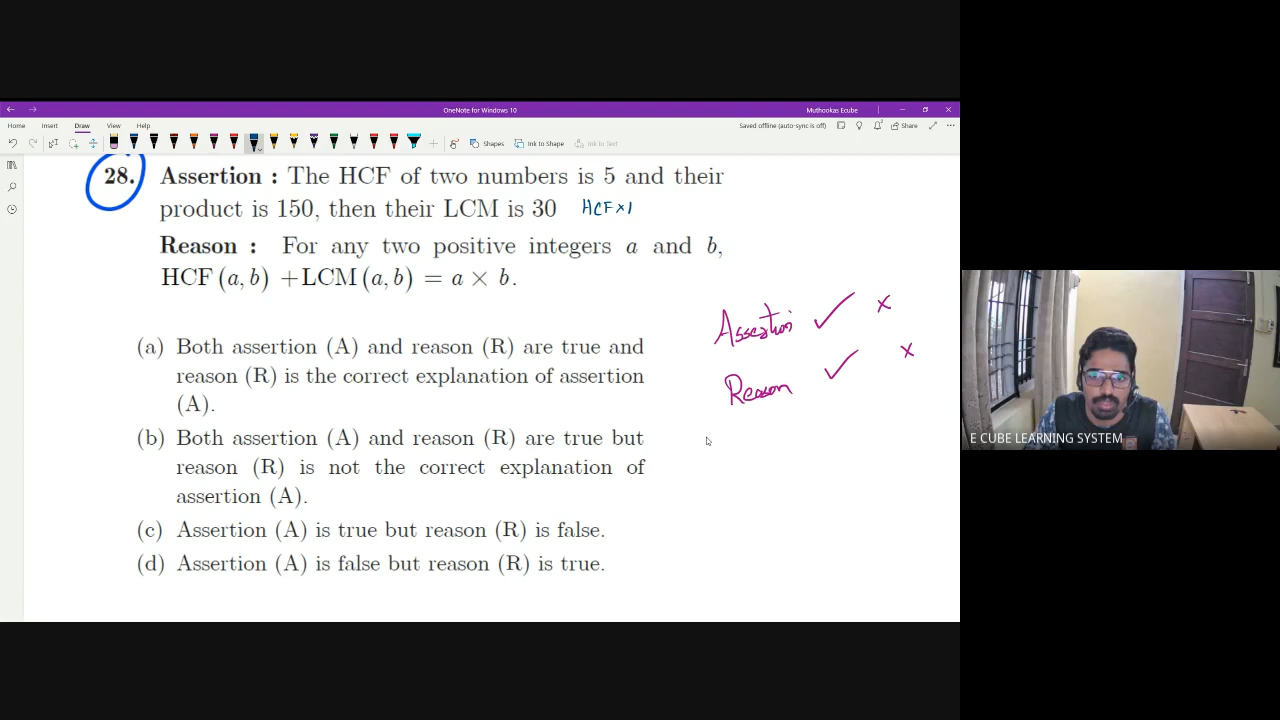 OneNote for Windows 10
Muthookas Ecube
Home Insert Draw View Help
Saved offline (auto-sync is off)
Share
Shapes
Ink to Shape
Ink to Text
28. Assertion : The HCF of two numbers is 5 and their
product is 150, then their LCM is 30 HCF×1
Reason : For any two positive integers a and b,
HCF (a, b) + LCM (a, b) = a × b.
Assertion ✓ ×
Reason ✓ ×
(a) Both assertion (A) and reason (R) are true and
reason (R) is the correct explanation of assertion
(A).
(b) Both assertion (A) and reason (R) are true but
reason (R) is not the correct explanation of
assertion (A).
(c) Assertion (A) is true but reason (R) is false.
(d) Assertion (A) is false but reason (R) is true.
E CUBE LEARNING SYSTEM